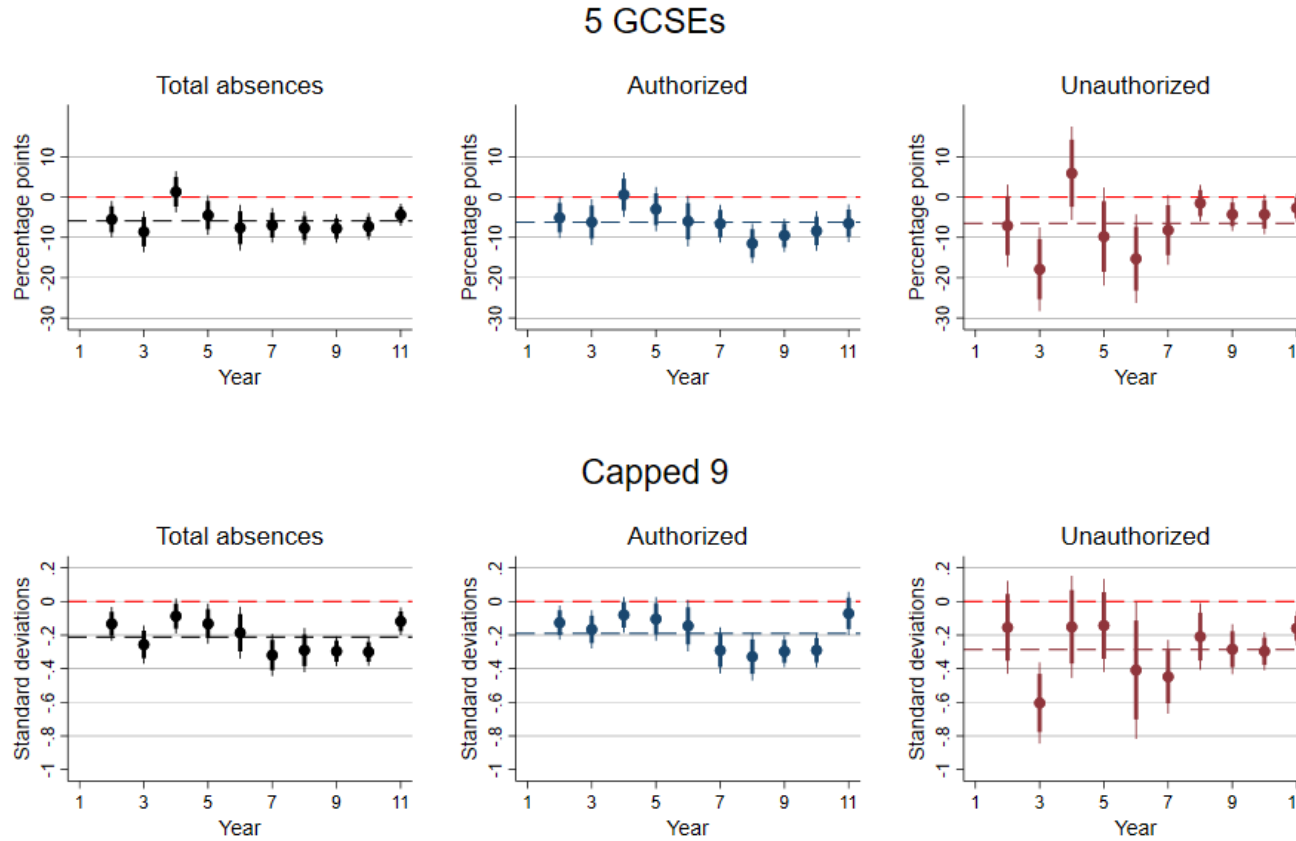 5 GCSEs
Total absences
Authorized
Unauthorized
Percentage points
10
0
-10
-20
-30
1 3 5 7 9 11
Year
Percentage points
10
0
-10
-20
-30
1 3 5 7 9 11
Year
Percentage points
10
0
-10
-20
-30
1 3 5 7 9 1
Year
Capped 9
Total absences
Authorized
Unauthorized
Standard deviations
.2
0
-.2
-.4
-.6
-.8
-1
1 3 5 7 9 11
Year
Standard deviations
.2
0
-.2
-.4
-.6
-.8
-1
1 3 5 7 9 11
Year
Standard deviations
.2
0
-.2
-.4
-.6
-.8
-1
1 3 5 7 9 1
Year